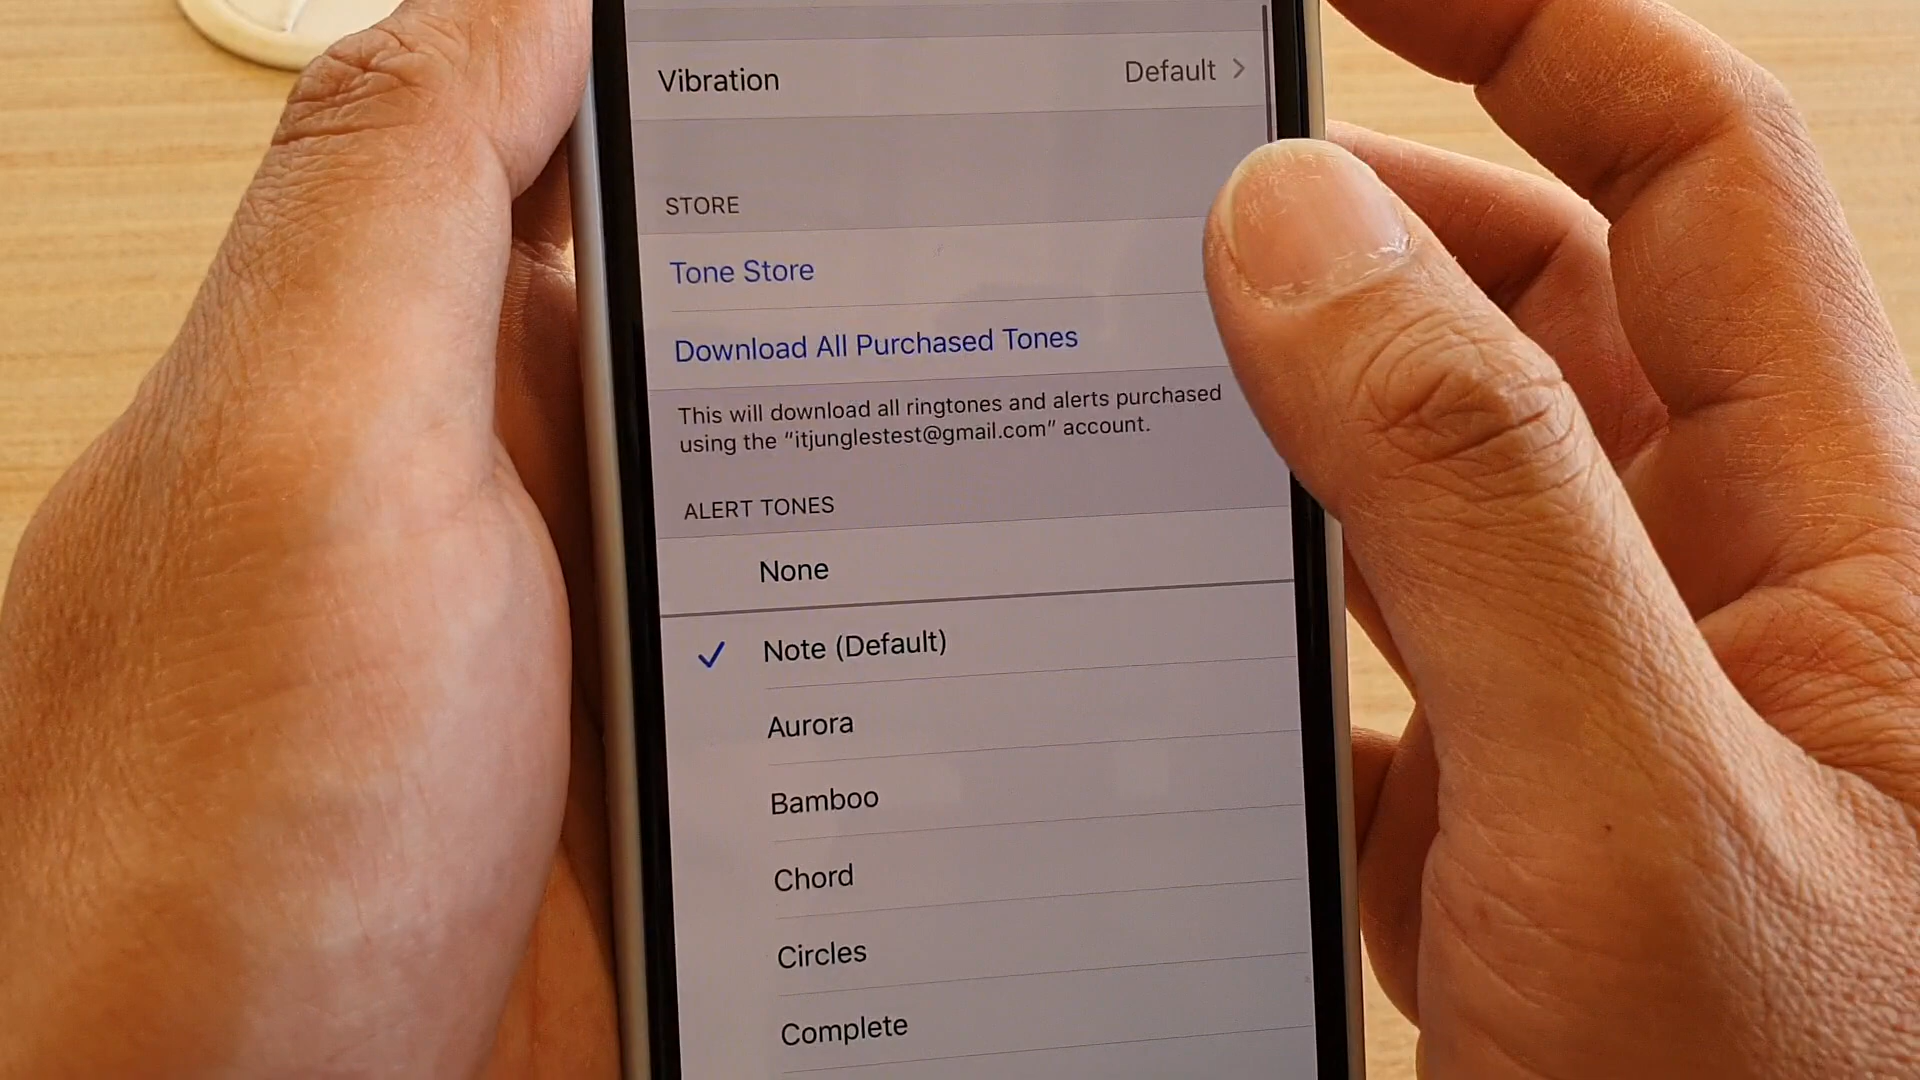 Vibration Default
STORE
Tone Store
Download All Purchased Tones
This will download all ringtones and alerts purchased
using the “itjunglestest@gmail.com” account.
ALERT TONES
None
Note (Default)
Aurora
Bamboo
Chord
Circles
Complete